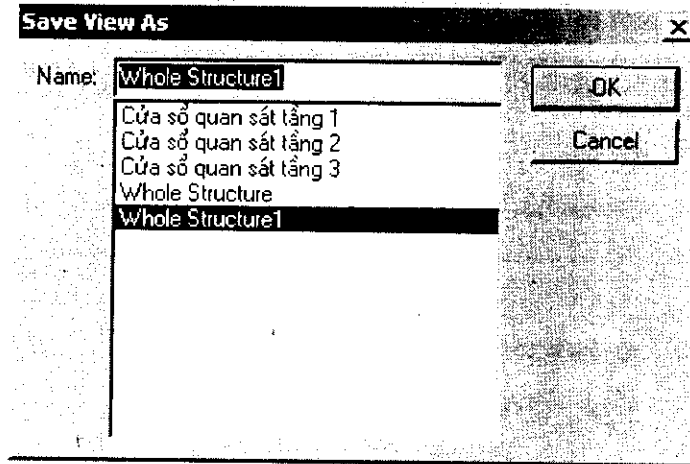 Save View As
Name: Whole Structure1
OK
Cửa sổ quan sát tầng 1
Cửa sổ quan sát tầng 2
Cancel
Cửa sổ quan sát tầng 3
Whole Structure
Whole Structure1